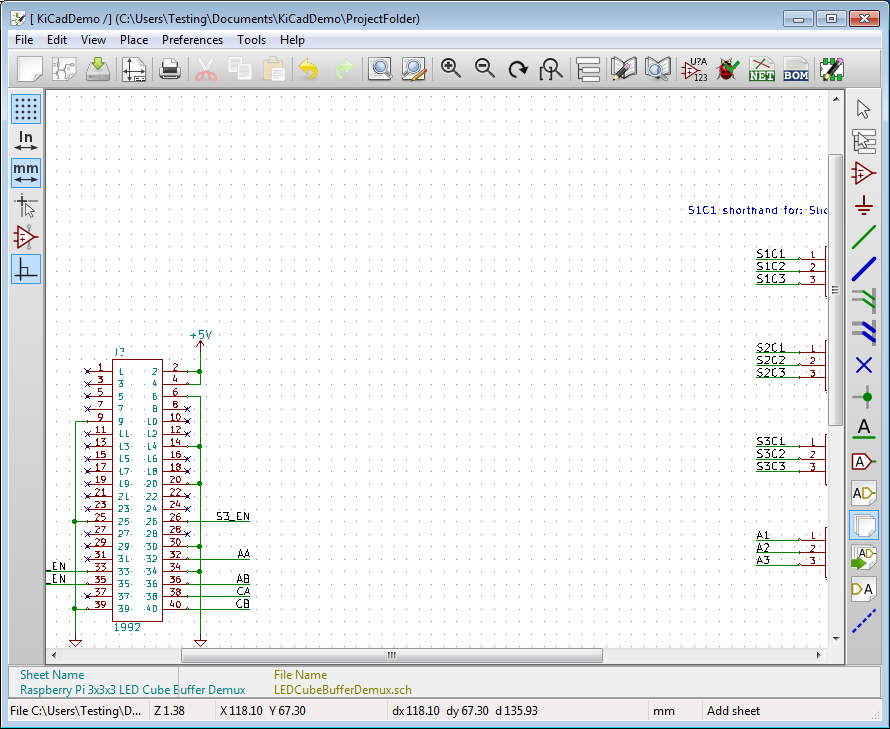 [ KiCadDemo /] (C:\Users\Testing\Documents\KiCadDemo\ProjectFolder)
File Edit View Place Preferences Tools Help
U?A
123
NET
BOM
In
mm
S1C1 shorthand for:
S1C1 1
S1C2 2
S1C3 3
+5V
J?
S2C1 1
S2C2 2
S2C3 3
1 1 2 2
3 3 4 4
5 5 6 6
7 7 8 8
9 9 10 10
11 11 12 12
13 13 14 14
15 15 16 16
17 17 18 18
19 19 20 20
21 21 22 22
23 23 24 24
25 25 26 26 S3_EN
27 27 28 28
29 29 30 30
31 31 32 32 AA
_EN 33 33 34 34
_EN 35 35 36 36 AB
37 37 38 38 CA
39 39 40 40 CB
1992
S3C1 1
S3C2 2
S3C3 3
A1 1
A2 2
A3 3
A
A
AD
AD
DA
Sheet Name File Name
Raspberry Pi 3x3x3 LED Cube Buffer Demux LEDCubeBufferDemux.sch
File C:\Users\Testing\D... Z 1.38 X 118.10 Y 67.30 dx 118.10 dy 67.30 d 135.93 mm Add sheet